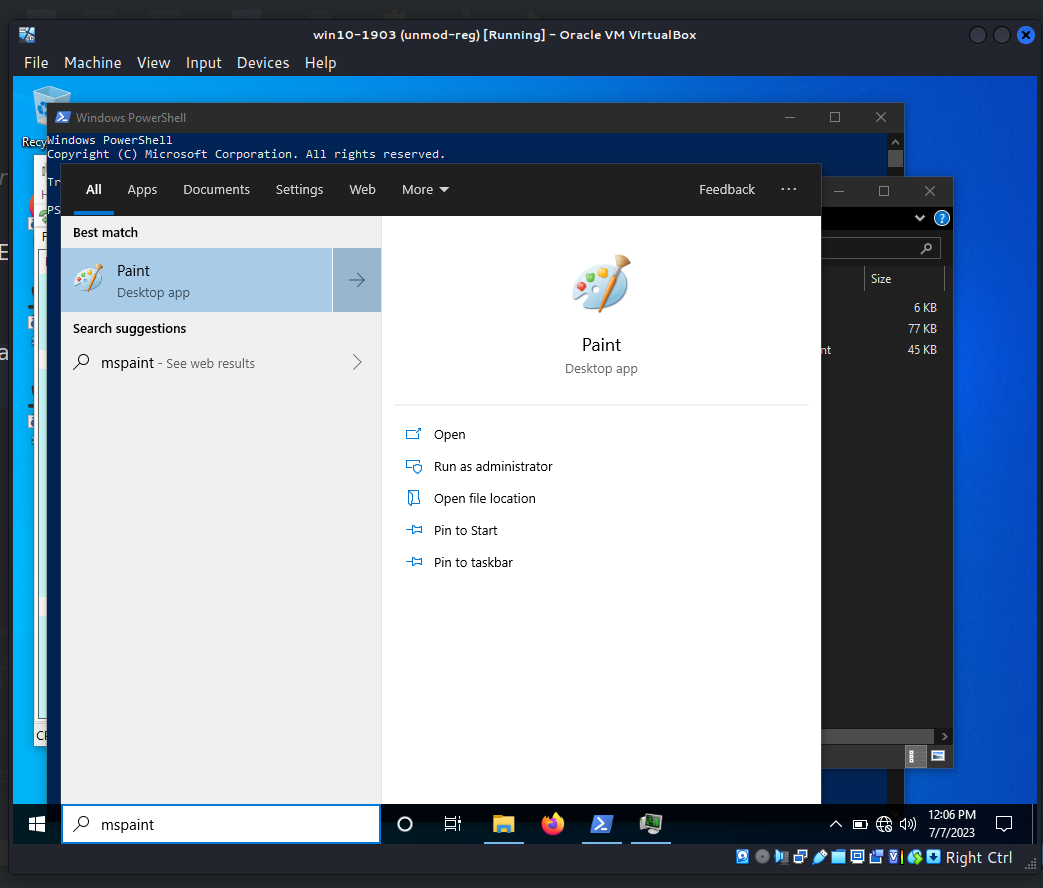 win10-1903 (unmod-reg) [Running] - Oracle VM VirtualBox
File Machine View Input Devices Help
Windows PowerShell
Windows PowerShell
Copyright (C) Microsoft Corporation. All rights reserved.
PS
All Apps Documents Settings Web More Feedback ...
Size
6 KB
77 KB
45 KB
Best match
Paint
Desktop app
Search suggestions
mspaint - See web results
Paint
Desktop app
Open
Run as administrator
Open file location
Pin to Start
Pin to taskbar
mspaint
12:06 PM
7/7/2023
Right Ctrl